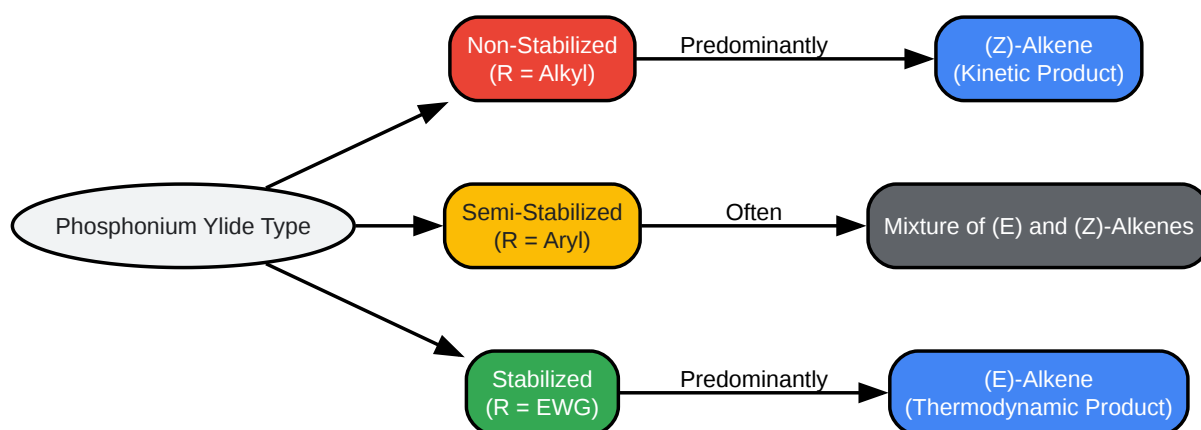 Non-Stabilized
(R = Alkyl)
Predominantly
(Z)-Alkene
(Kinetic Product)
Phosphonium Ylide Type
Semi-Stabilized
(R = Aryl)
Often
Mixture of (E) and (Z)-Alkenes
Stabilized
(R = EWG)
Predominantly
(E)-Alkene
(Thermodynamic Product)